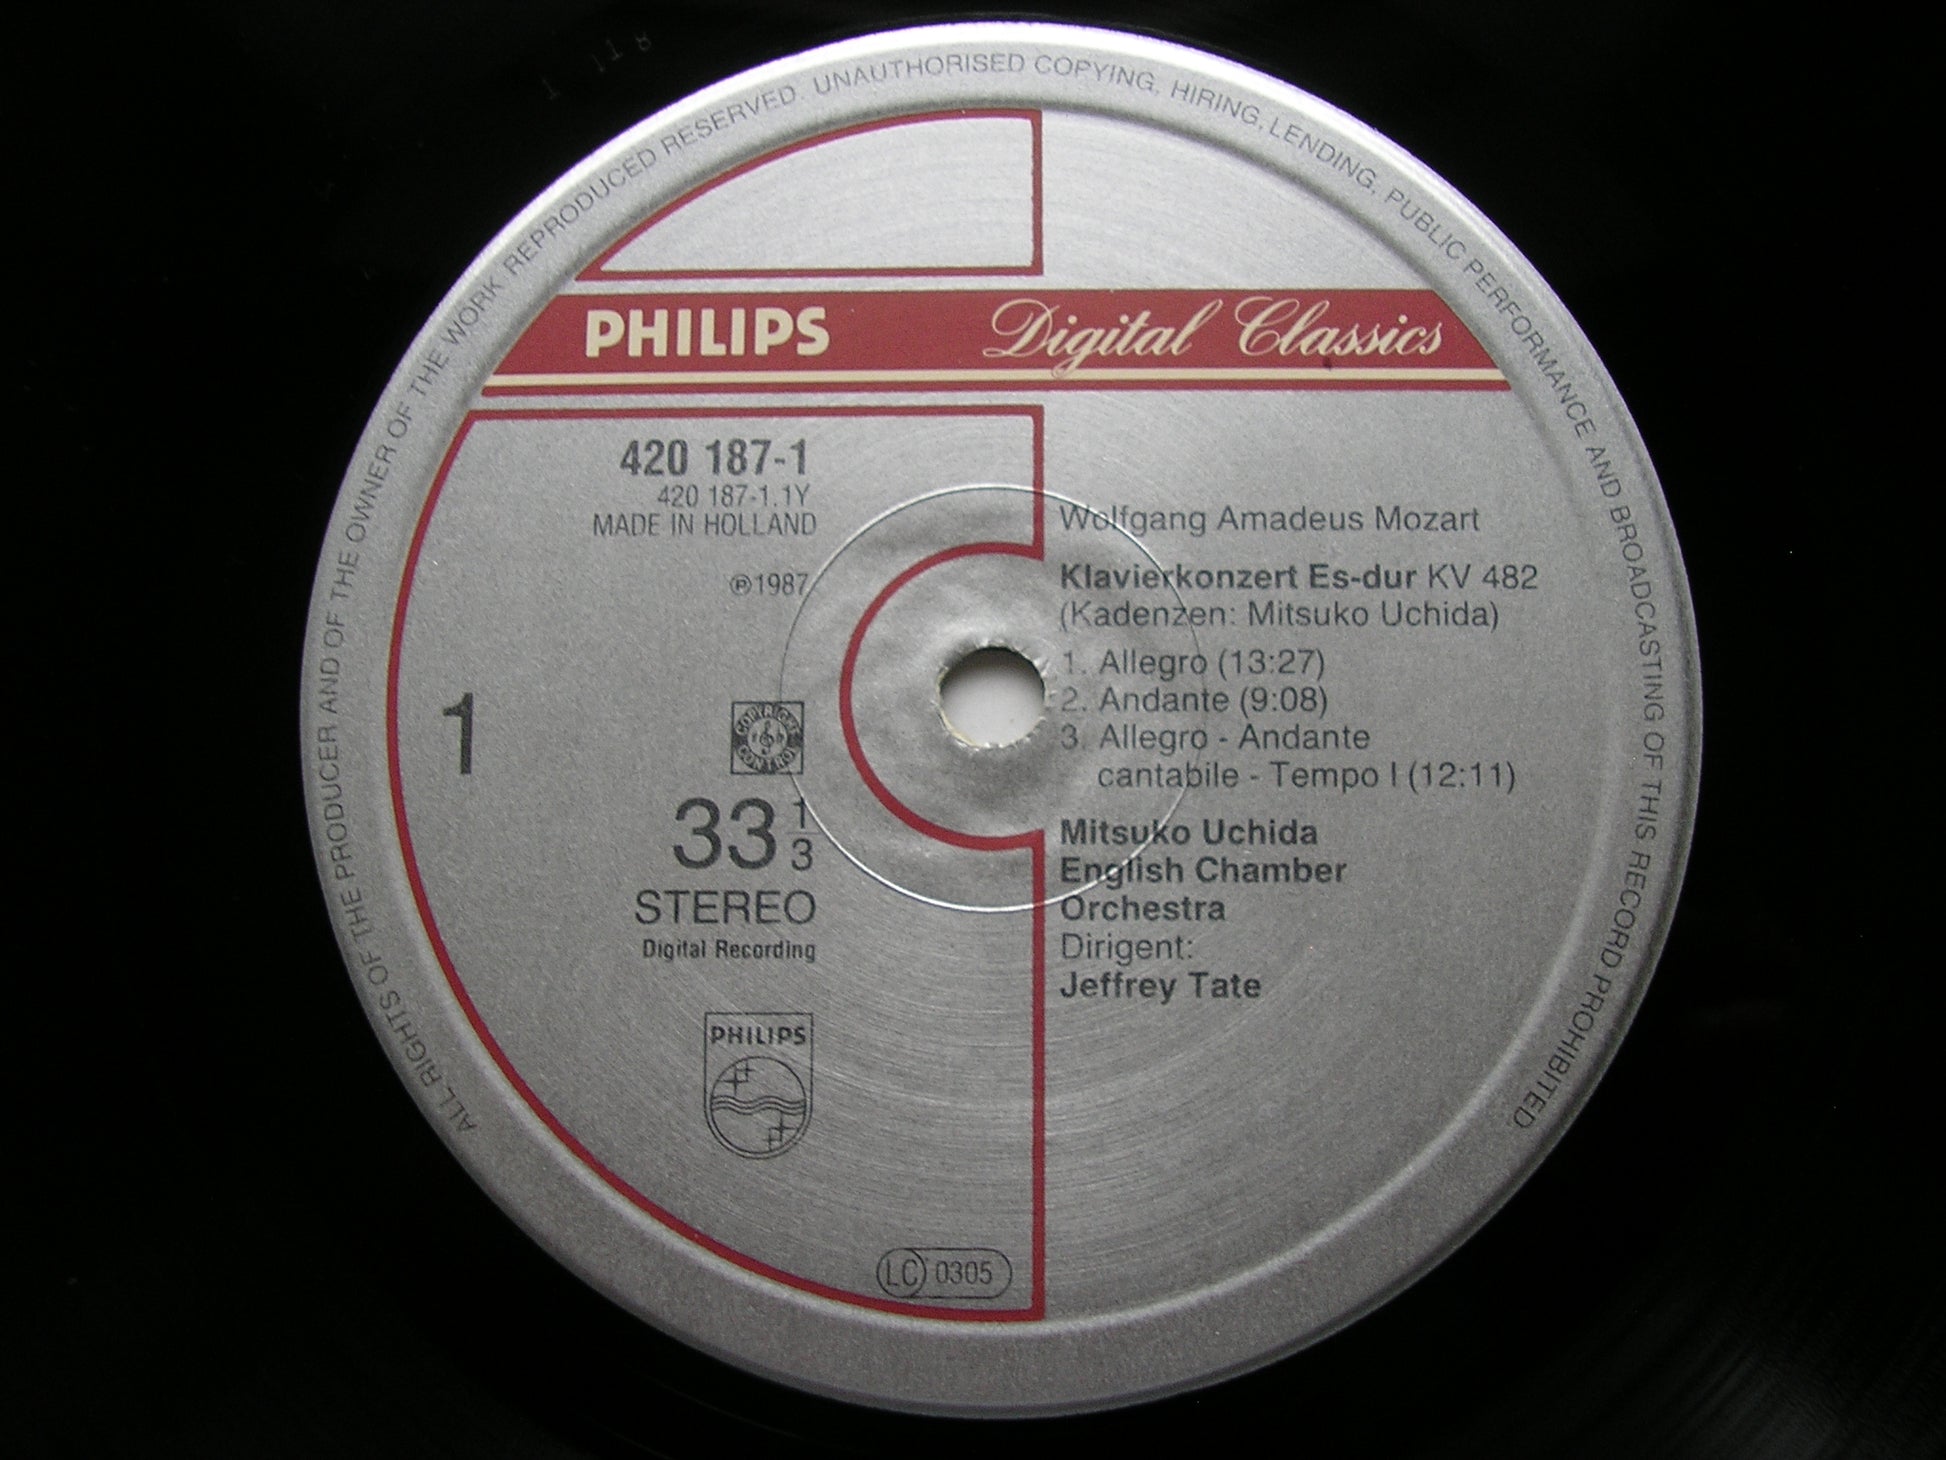 ALL RIGHTS OF THE PRODUCER AND OF THE OWNER OF THE WORK REPRODUCED RESERVED. UNAUTHORISED COPYING, HIRING, LENDING, PUBLIC PERFORMANCE AND BROADCASTING OF THIS RECORD PROHIBITED
PHILIPS Digital Classics
420 187-1
420 187-1.1Y
MADE IN HOLLAND
℗1987
1
COPYRIGHT CONTROL
33 1/3
STEREO
Digital Recording
PHILIPS
LC 0305
Wolfgang Amadeus Mozart
Klavierkonzert Es-dur KV 482
(Kadenzen: Mitsuko Uchida)
1. Allegro (13:27)
2. Andante (9:08)
3. Allegro - Andante
cantabile - Tempo I (12:11)
Mitsuko Uchida
English Chamber
Orchestra
Dirigent:
Jeffrey Tate